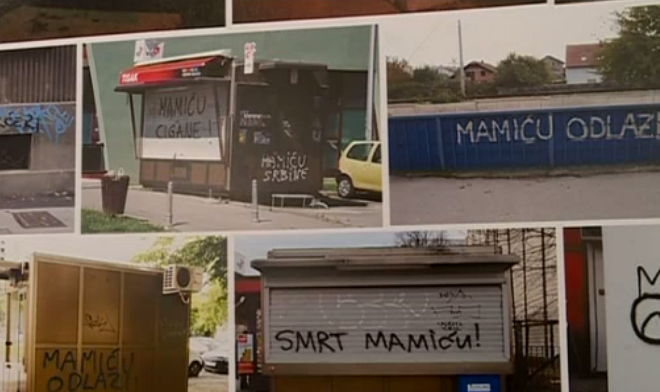 TISAK
MAMIĆU
CIGANE!
MAMIĆU
SRBINE
MAMIĆU ODLAZI
MAMIĆU
ODLAZI
SMRT MAMIĆU!